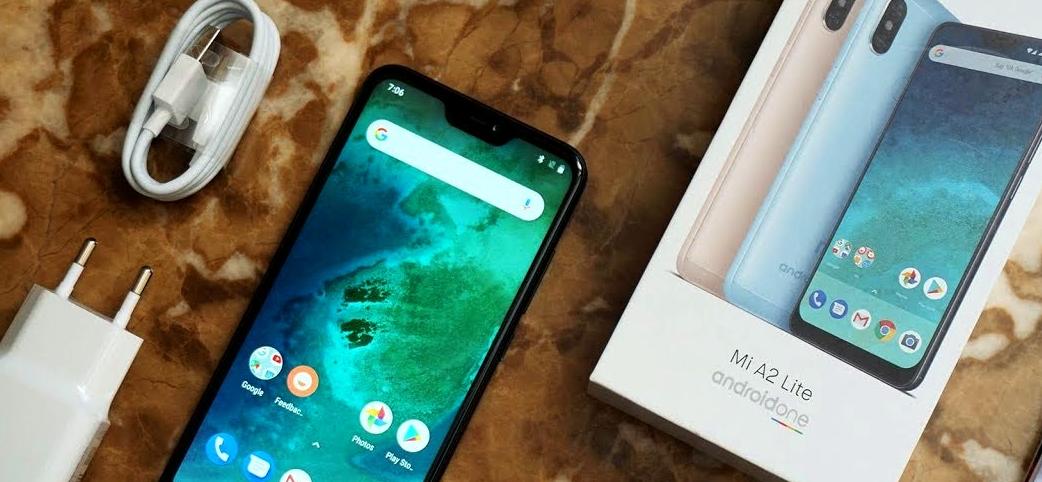 7:06
G
Google
Feedbac..
Photos
Play Sto..
G
Mi A2 Lite
androidone